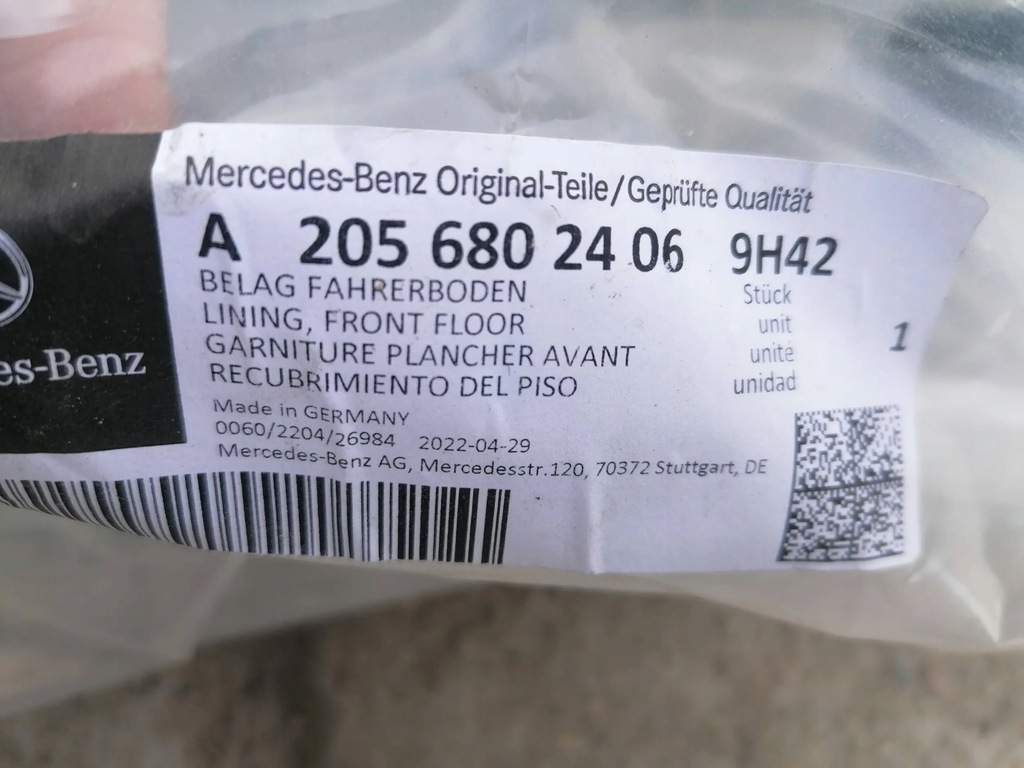 Mercedes-Benz Original-Teile/Geprüfte Qualität
A 205 680 24 06 9H42
BELAG FAHRERBODEN Stück
LINING, FRONT FLOOR unit 1
GARNITURE PLANCHER AVANT unité
RECUBRIMIENTO DEL PISO unidad
es-Benz
Made in GERMANY
0060/2204/26984 2022-04-29
Mercedes-Benz AG, Mercedesstr.120, 70372 Stuttgart, DE